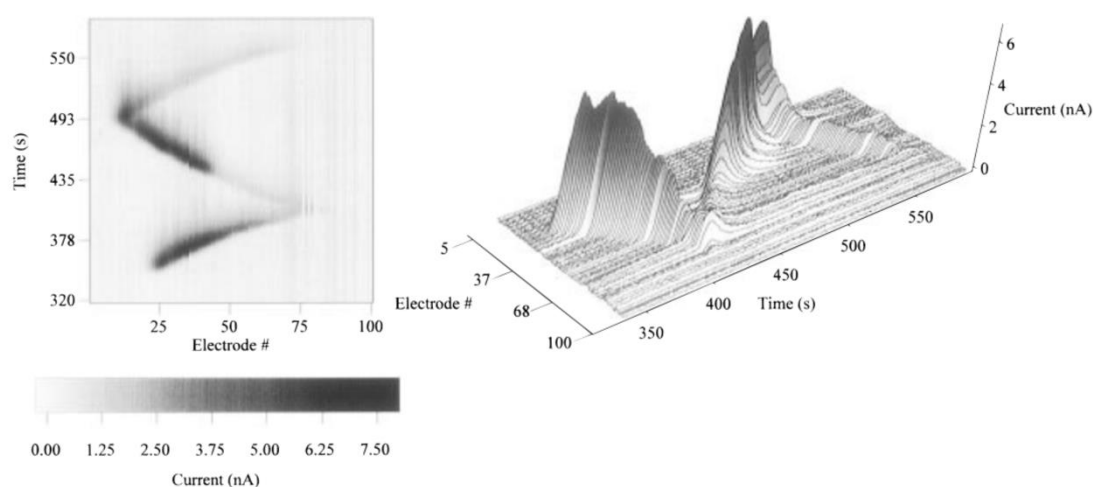 550
493
435
378
320
Time (s)
25 50 75 100
Electrode #
0.00 1.25 2.50 3.75 5.00 6.25 7.50
Current (nA)
6
4
2
0
Current (nA)
5
37
68
100
Electrode #
350 400 450 500 550
Time (s)